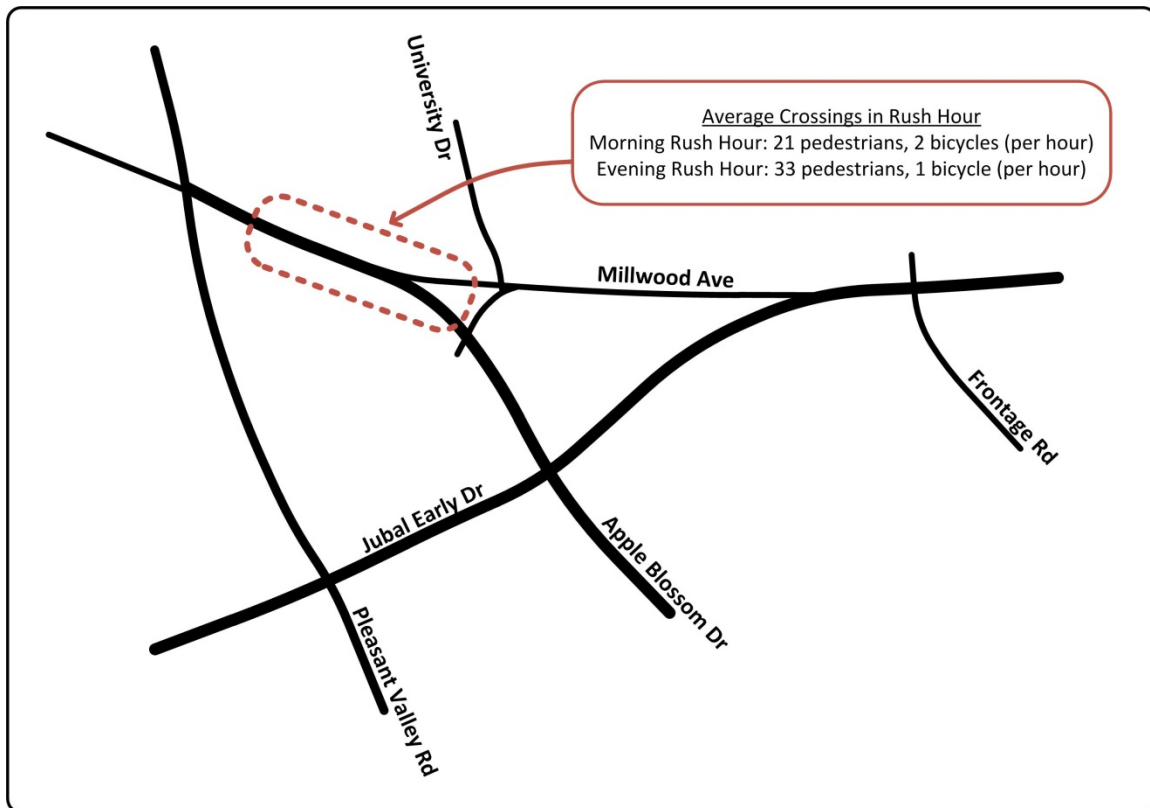 University Dr
Average Crossings in Rush Hour
Morning Rush Hour: 21 pedestrians, 2 bicycles (per hour)
Evening Rush Hour: 33 pedestrians, 1 bicycle (per hour)
Millwood Ave
Frontage Rd
Jubal Early Dr
Apple Blossom Dr
Pleasant Valley Rd